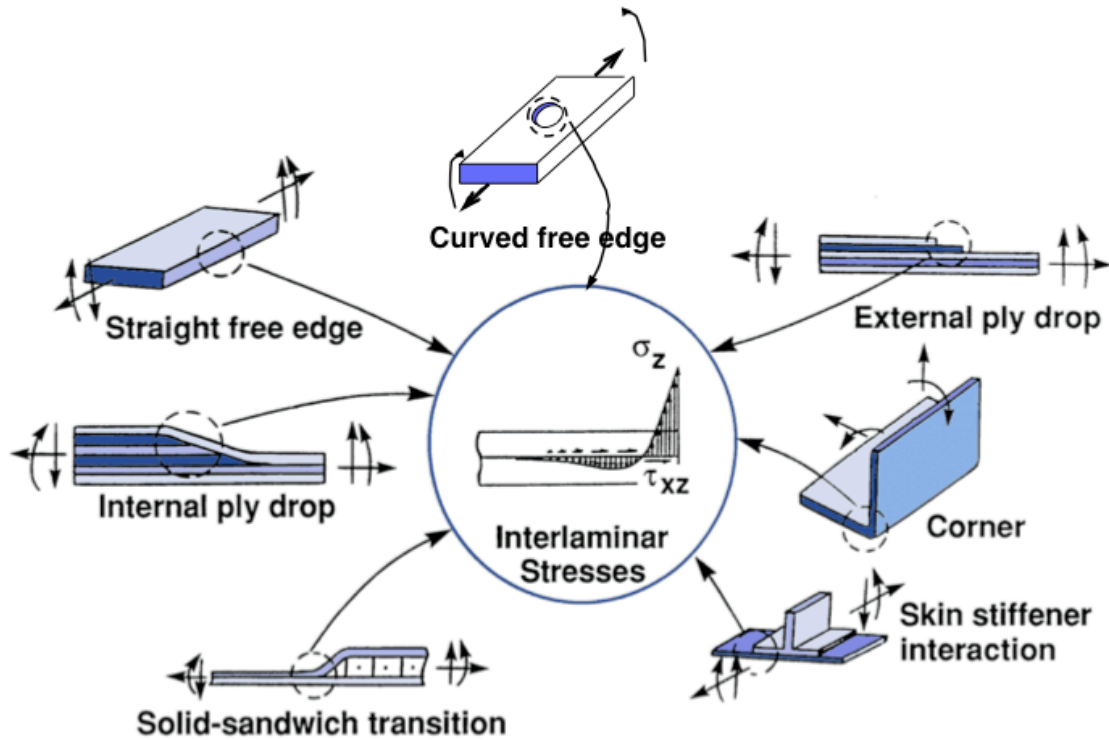 Curved free edge
Straight free edge
External ply drop
σz
τxz
Interlaminar
Stresses
Internal ply drop
Corner
Skin stiffener
interaction
Solid-sandwich transition